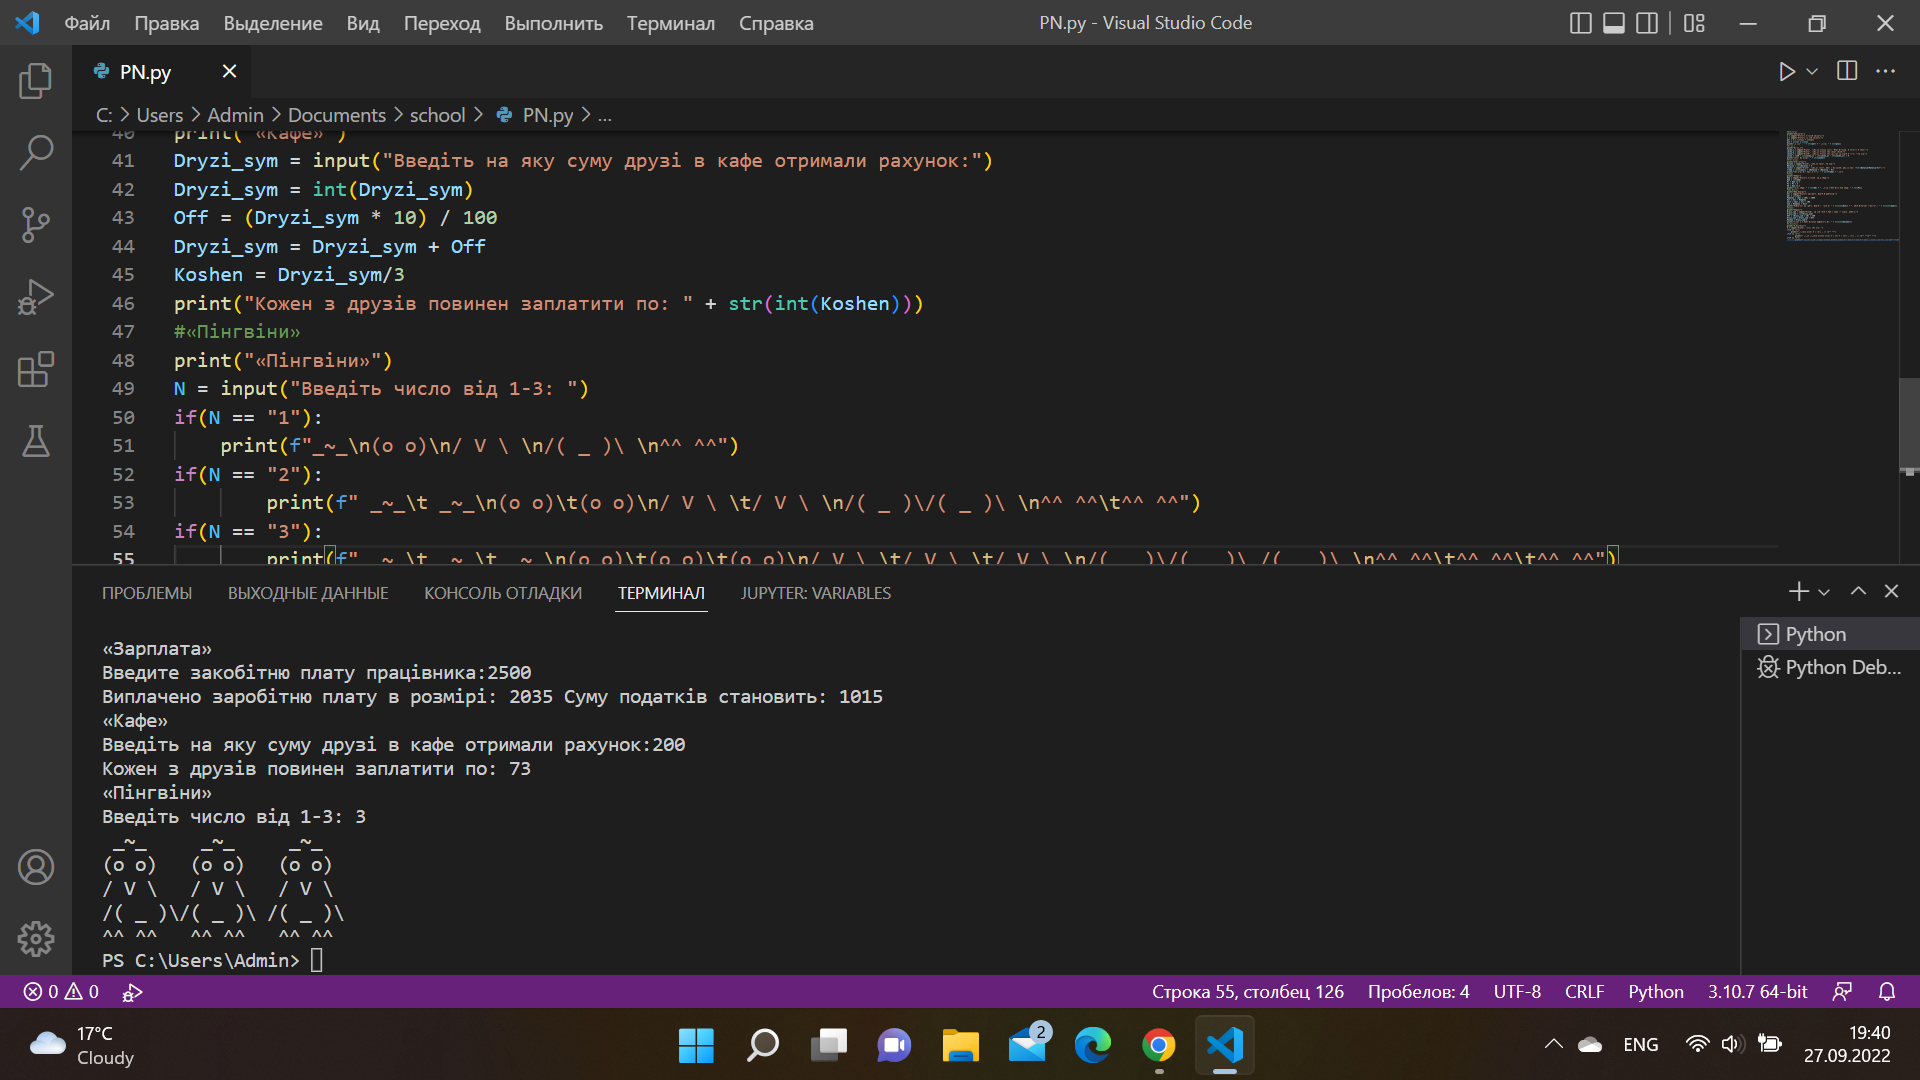 Файл Правка Выделение Вид Переход Выполнить Терминал Справка PN.py - Visual Studio Code
PN.py
C: > Users > Admin > Documents > school > PN.py > ...
40 print("«Кафе»")
41 Dryzi_sym = input("Введіть на яку суму друзі в кафе отримали рахунок:")
42 Dryzi_sym = int(Dryzi_sym)
43 Off = (Dryzi_sym * 10) / 100
44 Dryzi_sym = Dryzi_sym + Off
45 Koshen = Dryzi_sym/3
46 print("Кожен з друзів повинен заплатити по: " + str(int(Koshen)))
47 #«Пінгвіни»
48 print("«Пінгвіни»")
49 N = input("Введіть число від 1-3: ")
50 if(N == "1"):
51 print(f"_~_\n(o o)\n/ V \ \n/( _ )\ \n^^ ^^")
52 if(N == "2"):
53 print(f" _~_\t _~_\n(o o)\t(o o)\n/ V \ \t/ V \ \n/( _ )\/( _ )\ \n^^ ^^\t^^ ^^")
54 if(N == "3"):
55 print(f" _~_\t _~_\t _~_\n(o o)\t(o o)\t(o o)\n/ V \ \t/ V \ \t/ V \ \n/( _ )\/( _ )\ /( _ )\ \n^^ ^^\t^^ ^^\t^^ ^^")
ПРОБЛЕМЫ ВЫХОДНЫЕ ДАННЫЕ КОНСОЛЬ ОТЛАДКИ ТЕРМИНАЛ JUPYTER: VARIABLES
Python
Python Deb...
«Зарплата»
Введите закобітню плату працівника:2500
Виплачено заробітню плату в розмірі: 2035 Суму податків становить: 1015
«Кафе»
Введіть на яку суму друзі в кафе отримали рахунок:200
Кожен з друзів повинен заплатити по: 73
«Пінгвіни»
Введіть число від 1-3: 3
 _~_     _~_     _~_
(o o)   (o o)   (o o)
/ V \   / V \   / V \
/( _ )\/( _ )\ /( _ )\
^^ ^^   ^^ ^^   ^^ ^^
PS C:\Users\Admin>
0 0 Строка 55, столбец 126 Пробелов: 4 UTF-8 CRLF Python 3.10.7 64-bit
17°C
Cloudy
2
ENG
19:40
27.09.2022